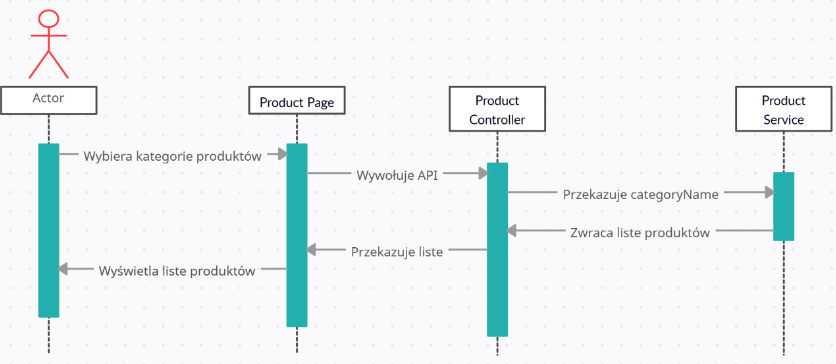 Actor
Product Page
Product
Controller
Product
Service
Wybiera kategorie produktów
Wywołuje API
Przekazuje categoryName
Zwraca liste produktów
Przekazuje liste
Wyświetla liste produktów